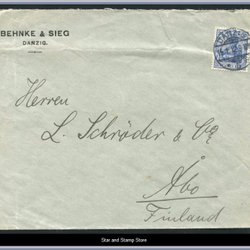 BEHNKE & SIEG
DANZIG.
Herren
L. Schröder & Co
Åbo
Finland
Star and Stamp Store